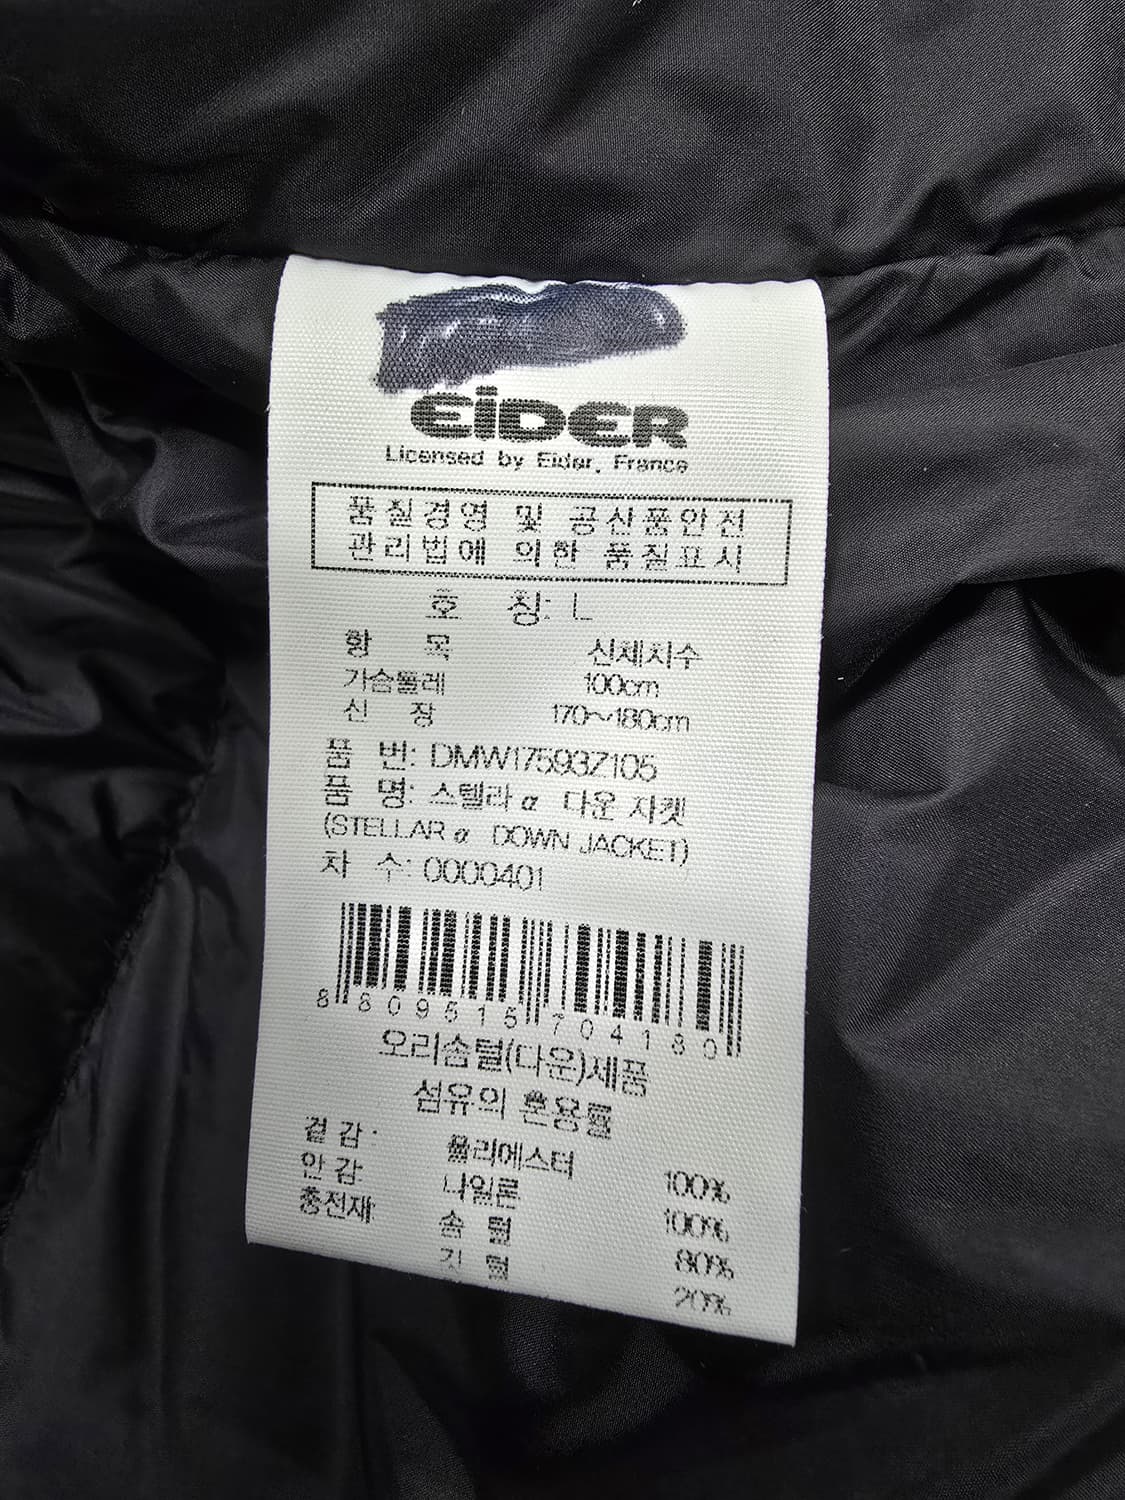 EIDER
Licensed by Eider, France
품질경영 및 공산품안전
관리법에 의한 품질표시
호 칭: L
항 목 신체치수
가슴둘레 100cm
신 장 170~180cm
품 번: DMW17593Z105
품 명: 스텔라 α 다운 자켓
(STELLAR α DOWN JACKET)
차 수: 0000401
8 809515 704180
오리솜털(다운)제품
섬유의 혼용률
겉감: 폴리에스터 100%
안감: 나일론 100%
충전재: 솜 털 80%
깃 털 20%